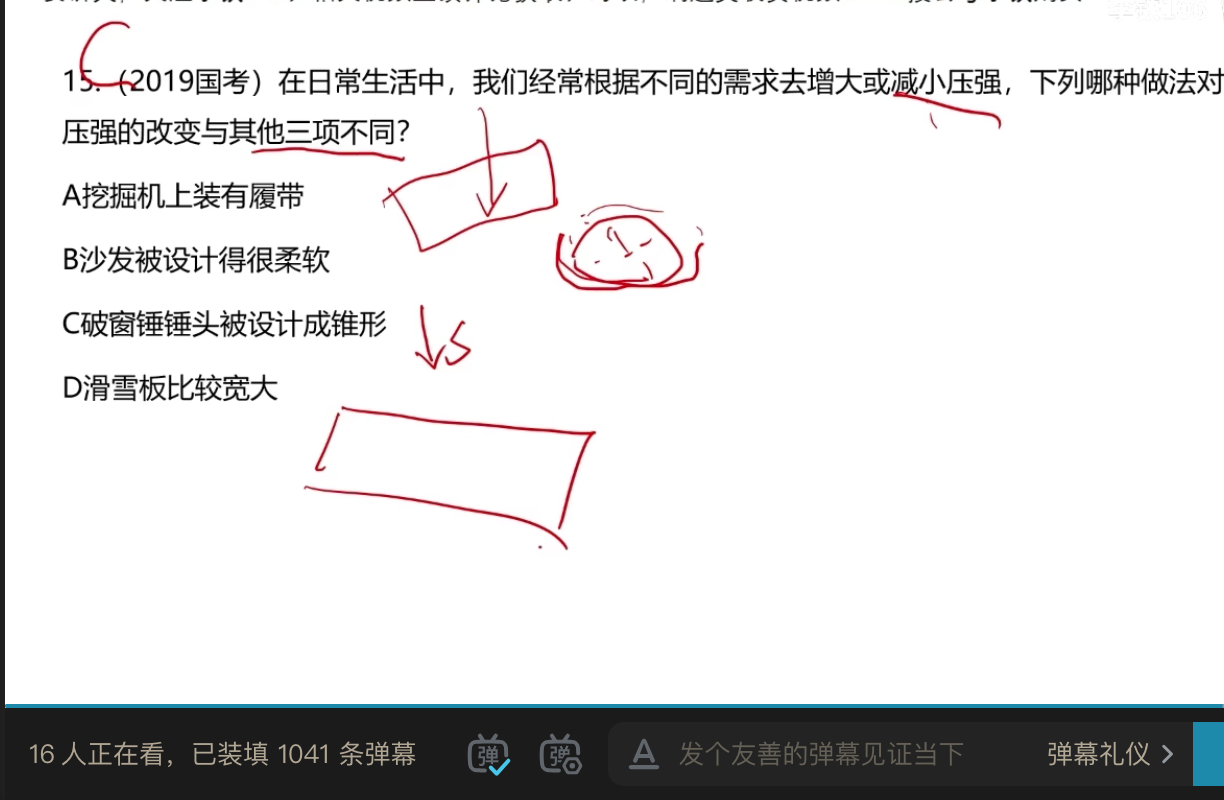 C
15.（2019国考）在日常生活中，我们经常根据不同的需求去增大或减小压强，下列哪种做法对
压强的改变与其他三项不同？
A挖掘机上装有履带
B沙发被设计得很柔软
C破窗锤锤头被设计成锥形
S
D滑雪板比较宽大
16 人正在看，已装填 1041 条弹幕
弹
弹
A
发个友善的弹幕见证当下
弹幕礼仪 >